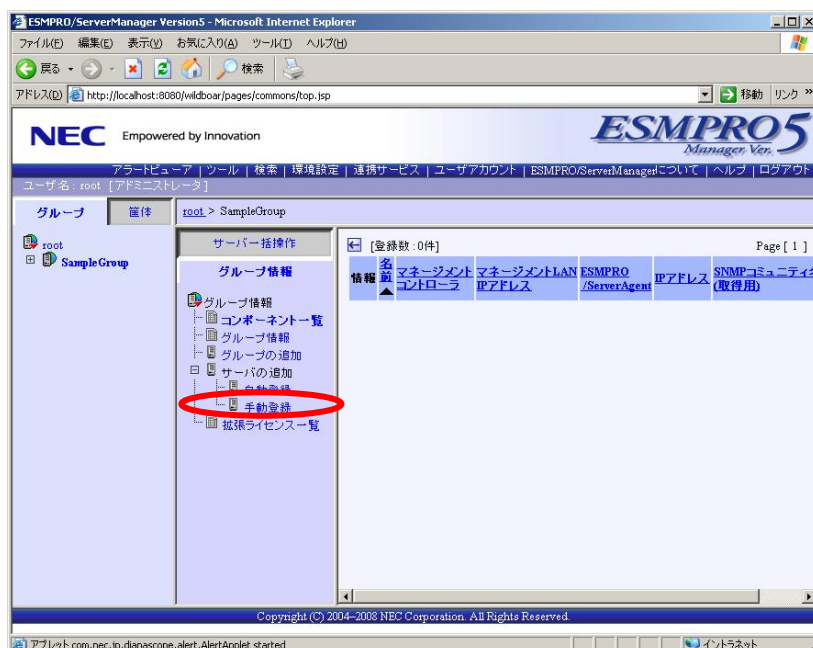 ESMPRO/ServerManager Version5 - Microsoft Internet Explorer
ファイル(F) 編集(E) 表示(V) お気に入り(A) ツール(T) ヘルプ(H)
戻る 検索
アドレス(D) http://localhost:8080/wildboar/pages/commons/top.jsp 移動 リンク »
NEC Empowered by Innovation
ESMPRO5
Manager, Ver.
アラートビューア | ツール | 検索 | 環境設定 | 連携サービス | ユーザアカウント | ESMPRO/ServerManagerについて | ヘルプ | ログアウト
ユーザ名 : root [アドミニストレータ]
グループ 筐体 root > SampleGroup
root
SampleGroup
サーバ一括操作
グループ情報
グループ情報
コンポーネント一覧
グループ情報
グループの追加
サーバの追加
自動登録
手動登録
拡張ライセンス一覧
[登録数 : 0件] Page [ 1 ]
情報 名前▲ マネージメントコントローラ マネージメントLAN IPアドレス ESMPRO/ServerAgent IPアドレス SNMPコミュニティ名(取得用)
Copyright (C) 2004-2008 NEC Corporation. All Rights Reserved.
アプレット com.nec.jp.dianascope.alert.AlertApplet started イントラネット